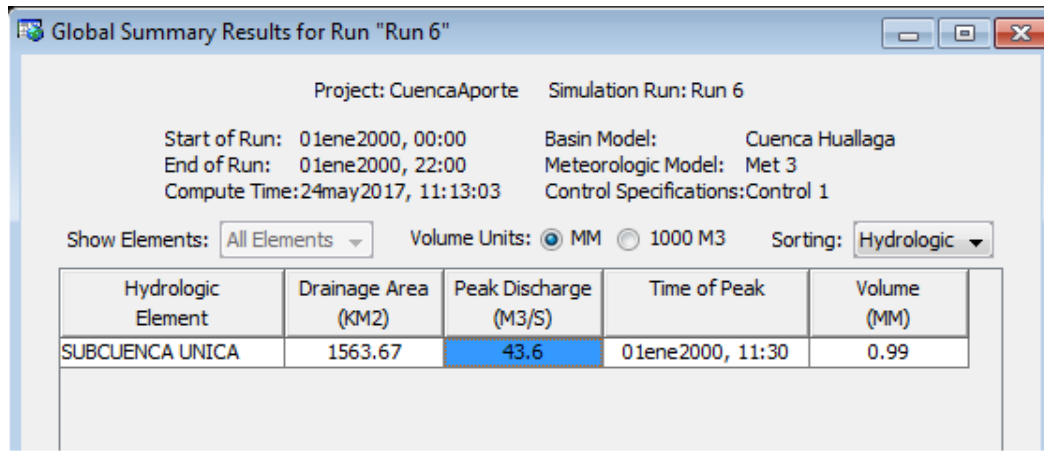 Global Summary Results for Run "Run 6"
Project: CuencaAporte Simulation Run: Run 6
Start of Run: 01ene2000, 00:00 Basin Model: Cuenca Huallaga
End of Run: 01ene2000, 22:00 Meteorologic Model: Met 3
Compute Time:24may2017, 11:13:03 Control Specifications:Control 1
Show Elements: All Elements Volume Units: MM 1000 M3 Sorting: Hydrologic
Hydrologic Drainage Area Peak Discharge Time of Peak Volume
Element (KM2) (M3/S) (MM)
SUBCUENCA UNICA 1563.67 43.6 01ene2000, 11:30 0.99